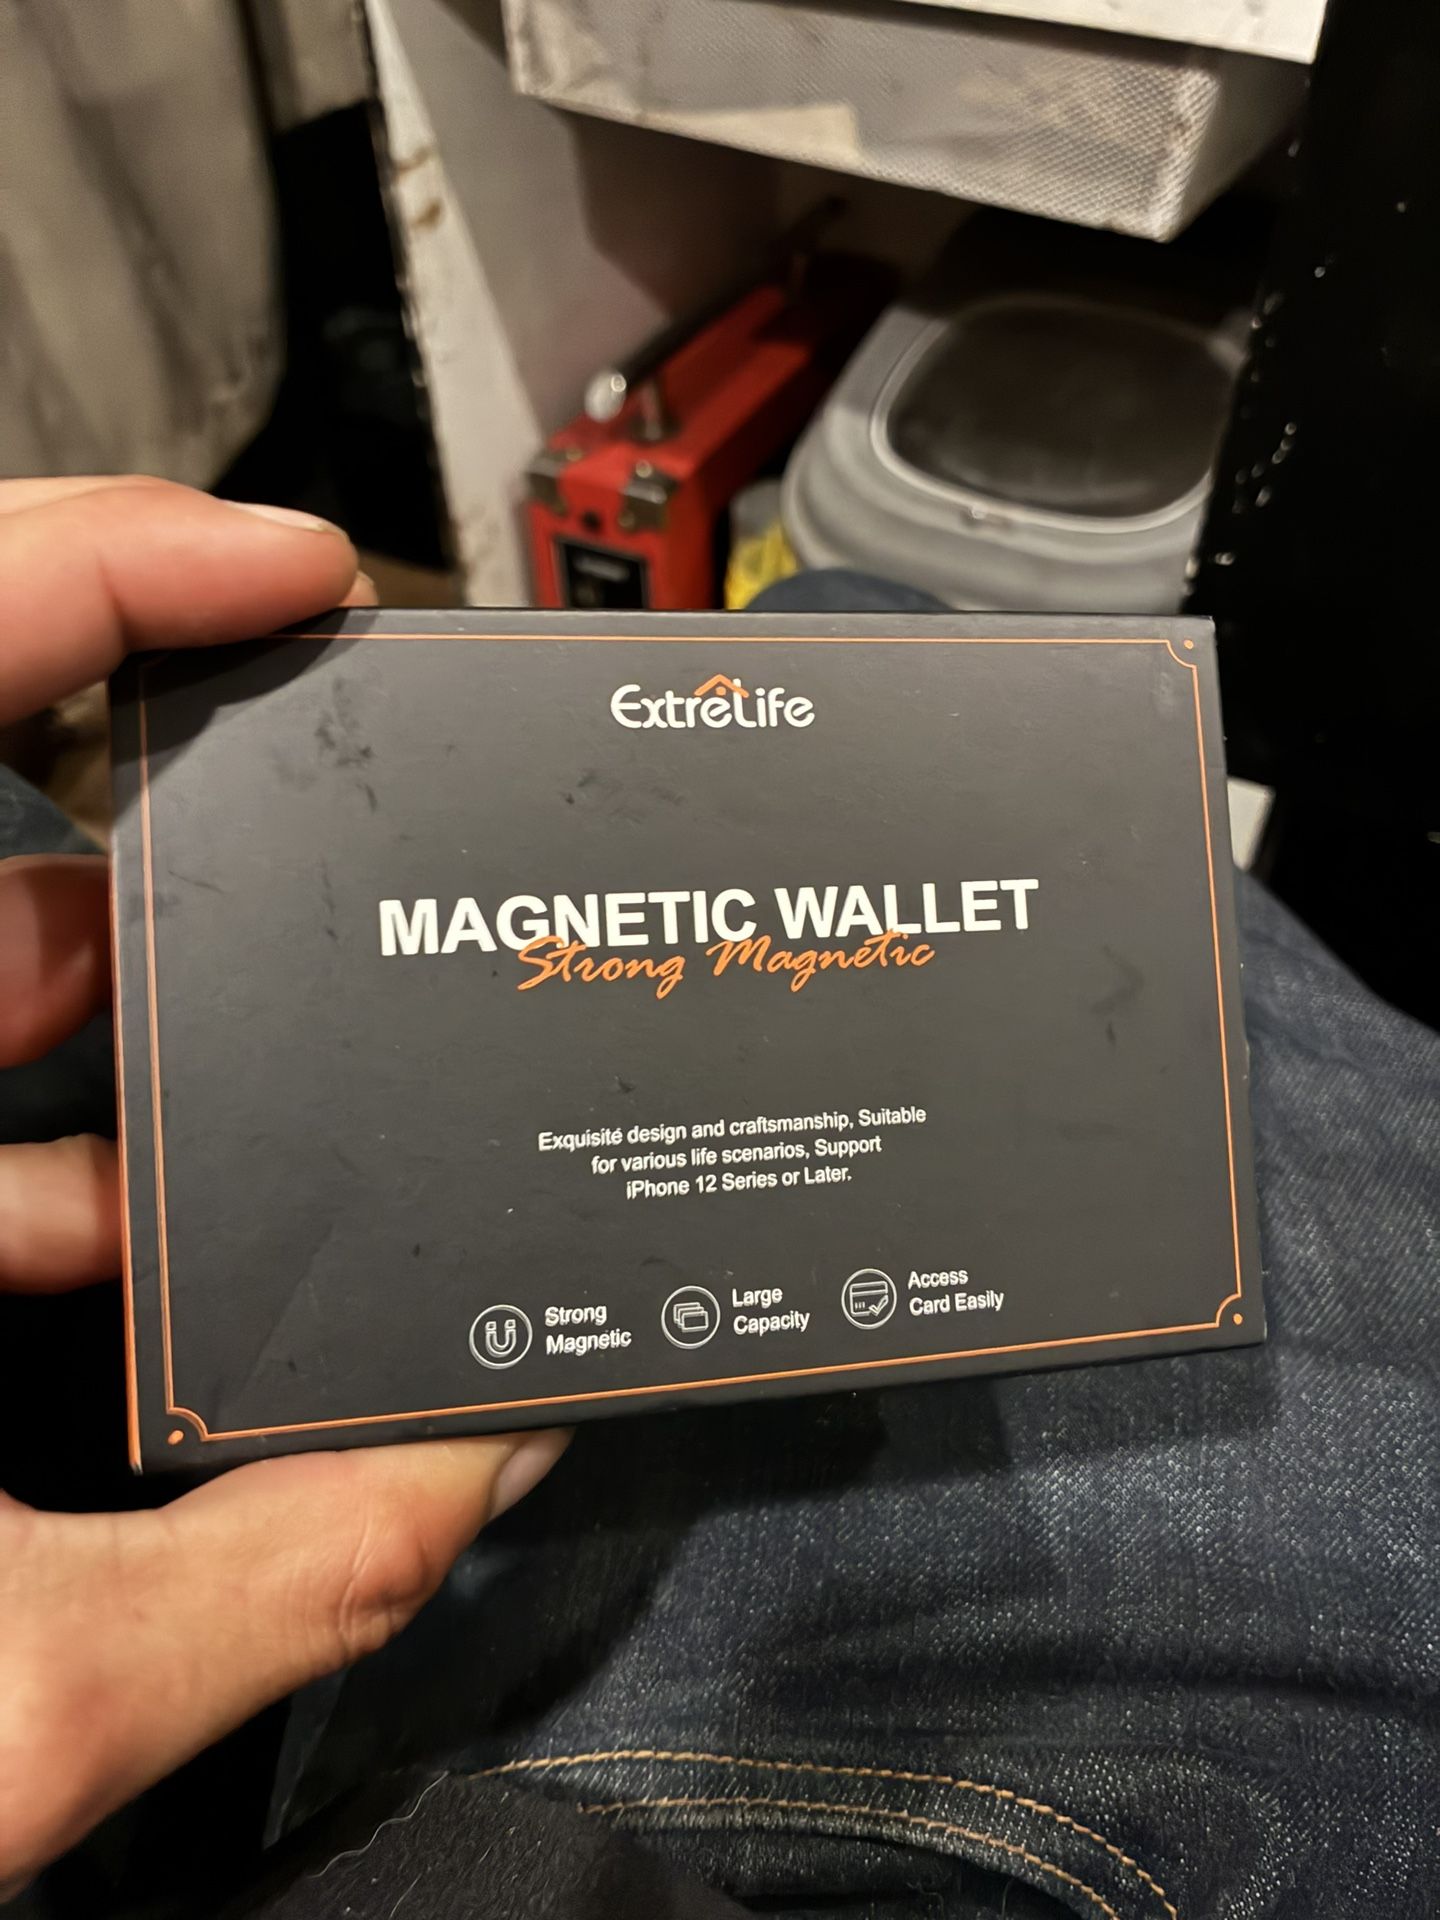 ExtreLife
MAGNETIC WALLET
Strong Magnetic
Exquisite design and craftsmanship, Suitable
for various life scenarios, Support
iPhone 12 Series or Later.
Strong
Magnetic
Large
Capacity
Access
Card Easily